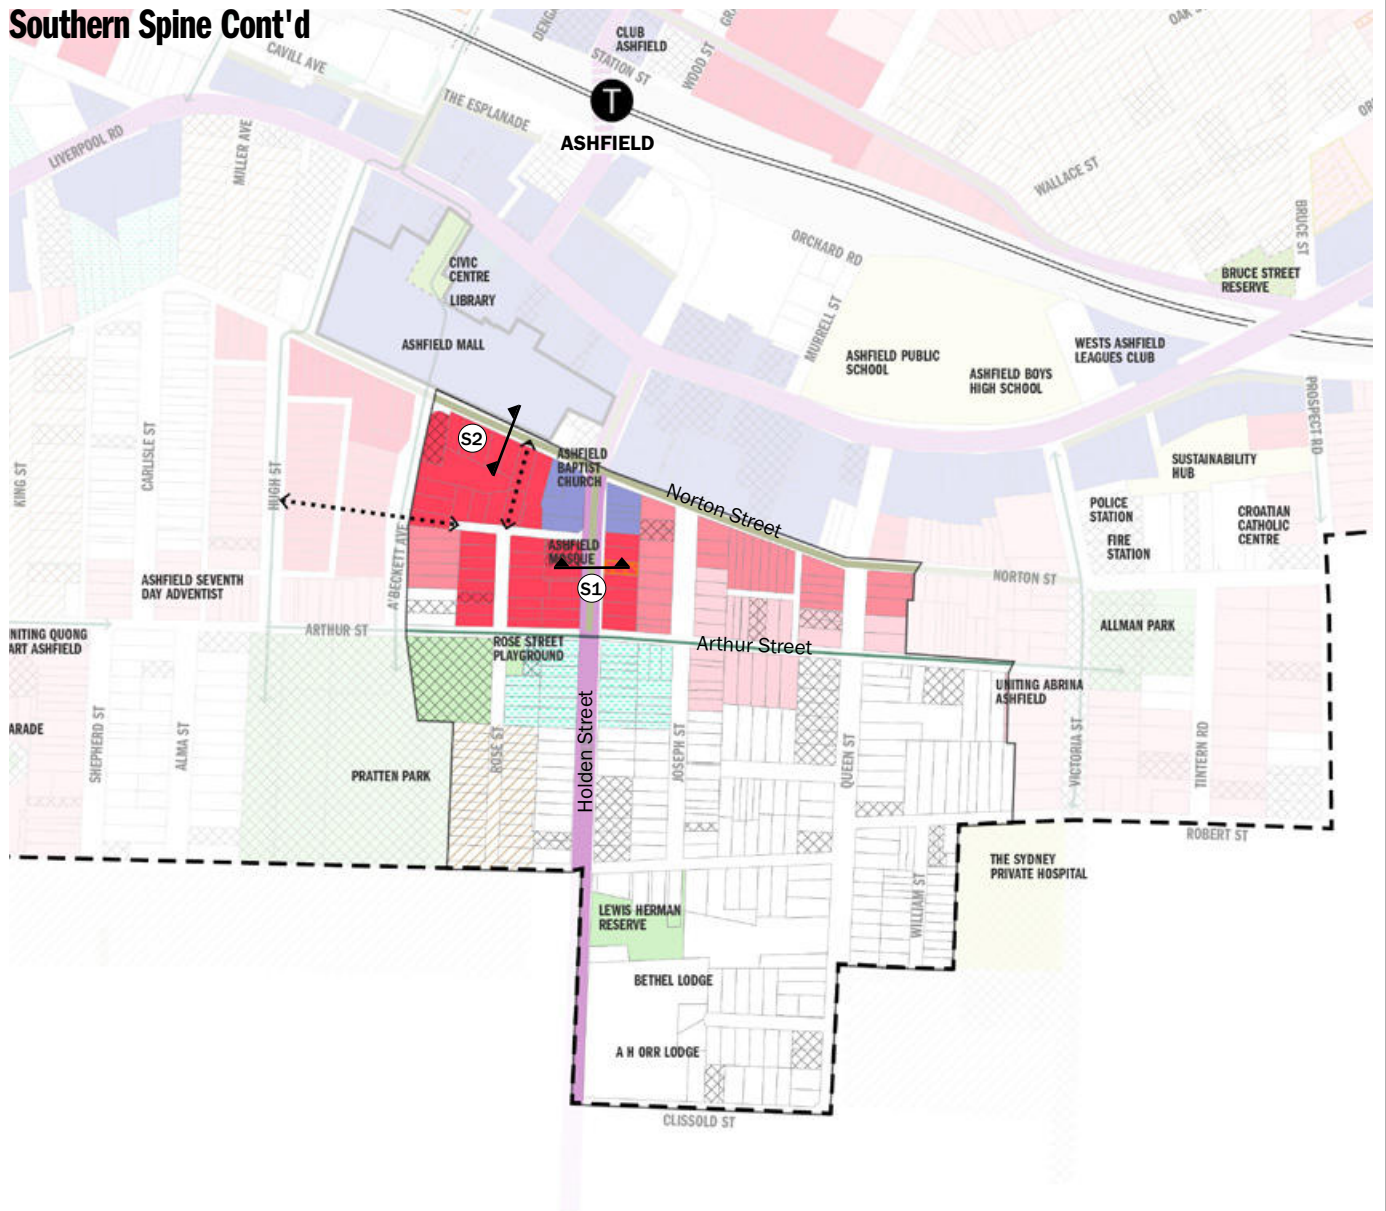 Southern Spine Cont'd
CLUB
ASHFIELD
STATION ST
WOOD ST
CAVILL AVE
THE ESPLANADE
T
ASHFIELD
LIVERPOOL RD
MILLER AVE
WALLACE ST
BRUCE ST
ORCHARD RD
BRUCE STREET
RESERVE
CIVIC
CENTRE
LIBRARY
MURRELL ST
ASHFIELD MALL
ASHFIELD PUBLIC
SCHOOL
ASHFIELD BOYS
HIGH SCHOOL
WESTS ASHFIELD
LEAGUES CLUB
PROSPECT RD
S2
CARLISLE ST
KING ST
HUGH ST
ASHFIELD
BAPTIST
CHURCH
Norton Street
SUSTAINABILITY
HUB
POLICE
STATION
FIRE
STATION
CROATIAN
CATHOLIC
CENTRE
ASHFIELD
MOSQUE
A'BECKETT AVE
S1
ASHFIELD SEVENTH
DAY ADVENTIST
NORTON ST
ARTHUR ST
NITING QUONG
ART ASHFIELD
ROSE STREET
PLAYGROUND
Arthur Street
ALLMAN PARK
UNITING ABRINA
ASHFIELD
ARADE
SHEPHERD ST
ALMA ST
ROSE ST
Holden Street
JOSEPH ST
QUEEN ST
VICTORIA ST
TINTERN RD
PRATTEN PARK
ROBERT ST
THE SYDNEY
PRIVATE HOSPITAL
WILLIAM ST
LEWIS HERMAN
RESERVE
BETHEL LODGE
A H ORR LODGE
CLISSOLD ST